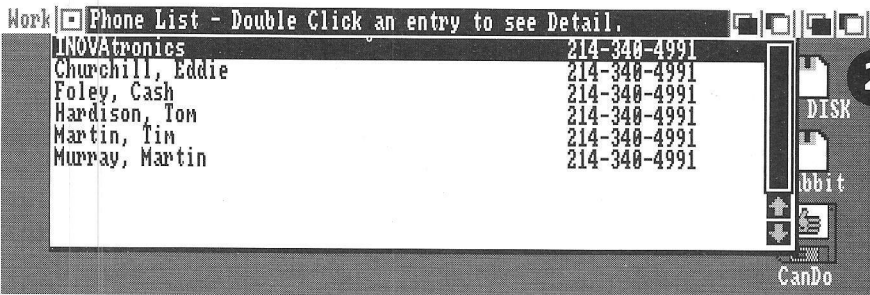 Work
Phone List - Double Click an entry to see Detail.
INOVAtronics 214-340-4991
Churchill, Eddie 214-340-4991
Foley, Cash 214-340-4991
Hardison, Tom 214-340-4991
Martin, Tim 214-340-4991
Murray, Martin 214-340-4991
DISK
bbit
CanDo